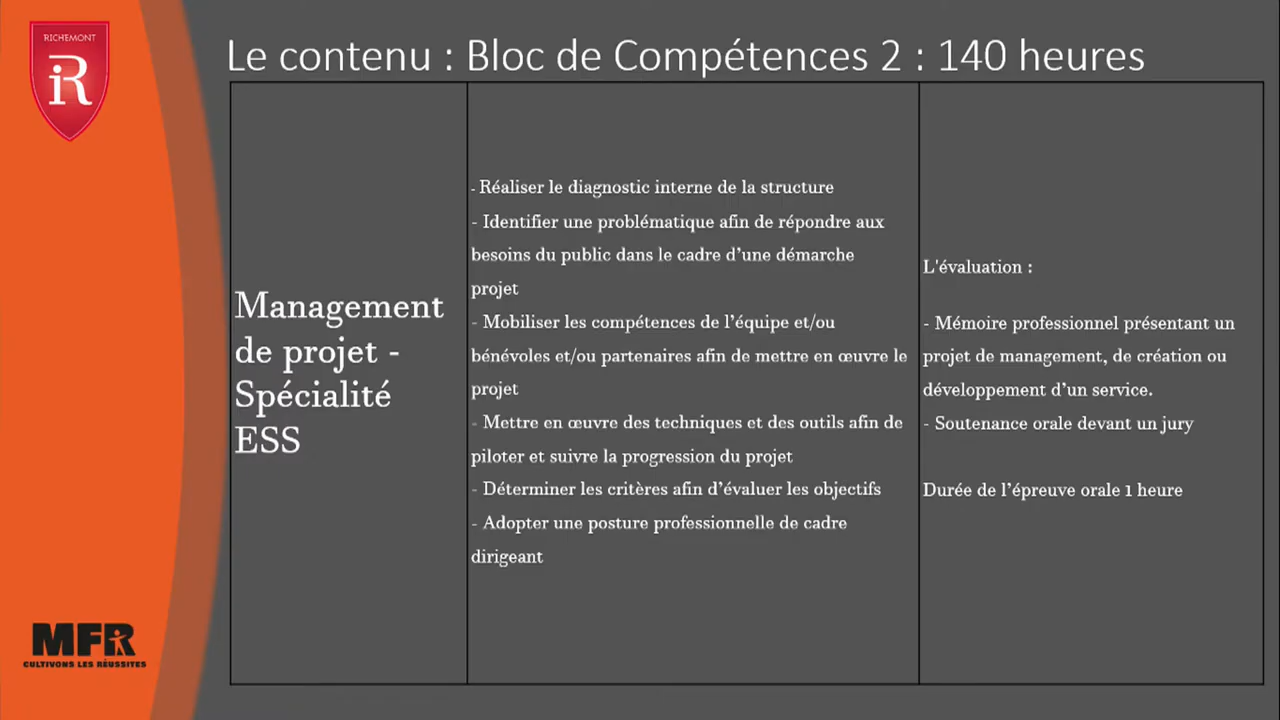 RICHEMONT
iR
Le contenu : Bloc de Compétences 2 : 140 heures
Management
de projet -
Spécialité
ESS
- Réaliser le diagnostic interne de la structure
- Identifier une problématique afin de répondre aux
besoins du public dans le cadre d’une démarche
projet
- Mobiliser les compétences de l’équipe et/ou
bénévoles et/ou partenaires afin de mettre en œuvre le
projet
- Mettre en œuvre des techniques et des outils afin de
piloter et suivre la progression du projet
- Déterminer les critères afin d’évaluer les objectifs
- Adopter une posture professionnelle de cadre
dirigeant
L'évaluation :
- Mémoire professionnel présentant un
projet de management, de création ou
développement d’un service.
- Soutenance orale devant un jury
Durée de l’épreuve orale 1 heure
MFR
CULTIVONS LES RÉUSSITES